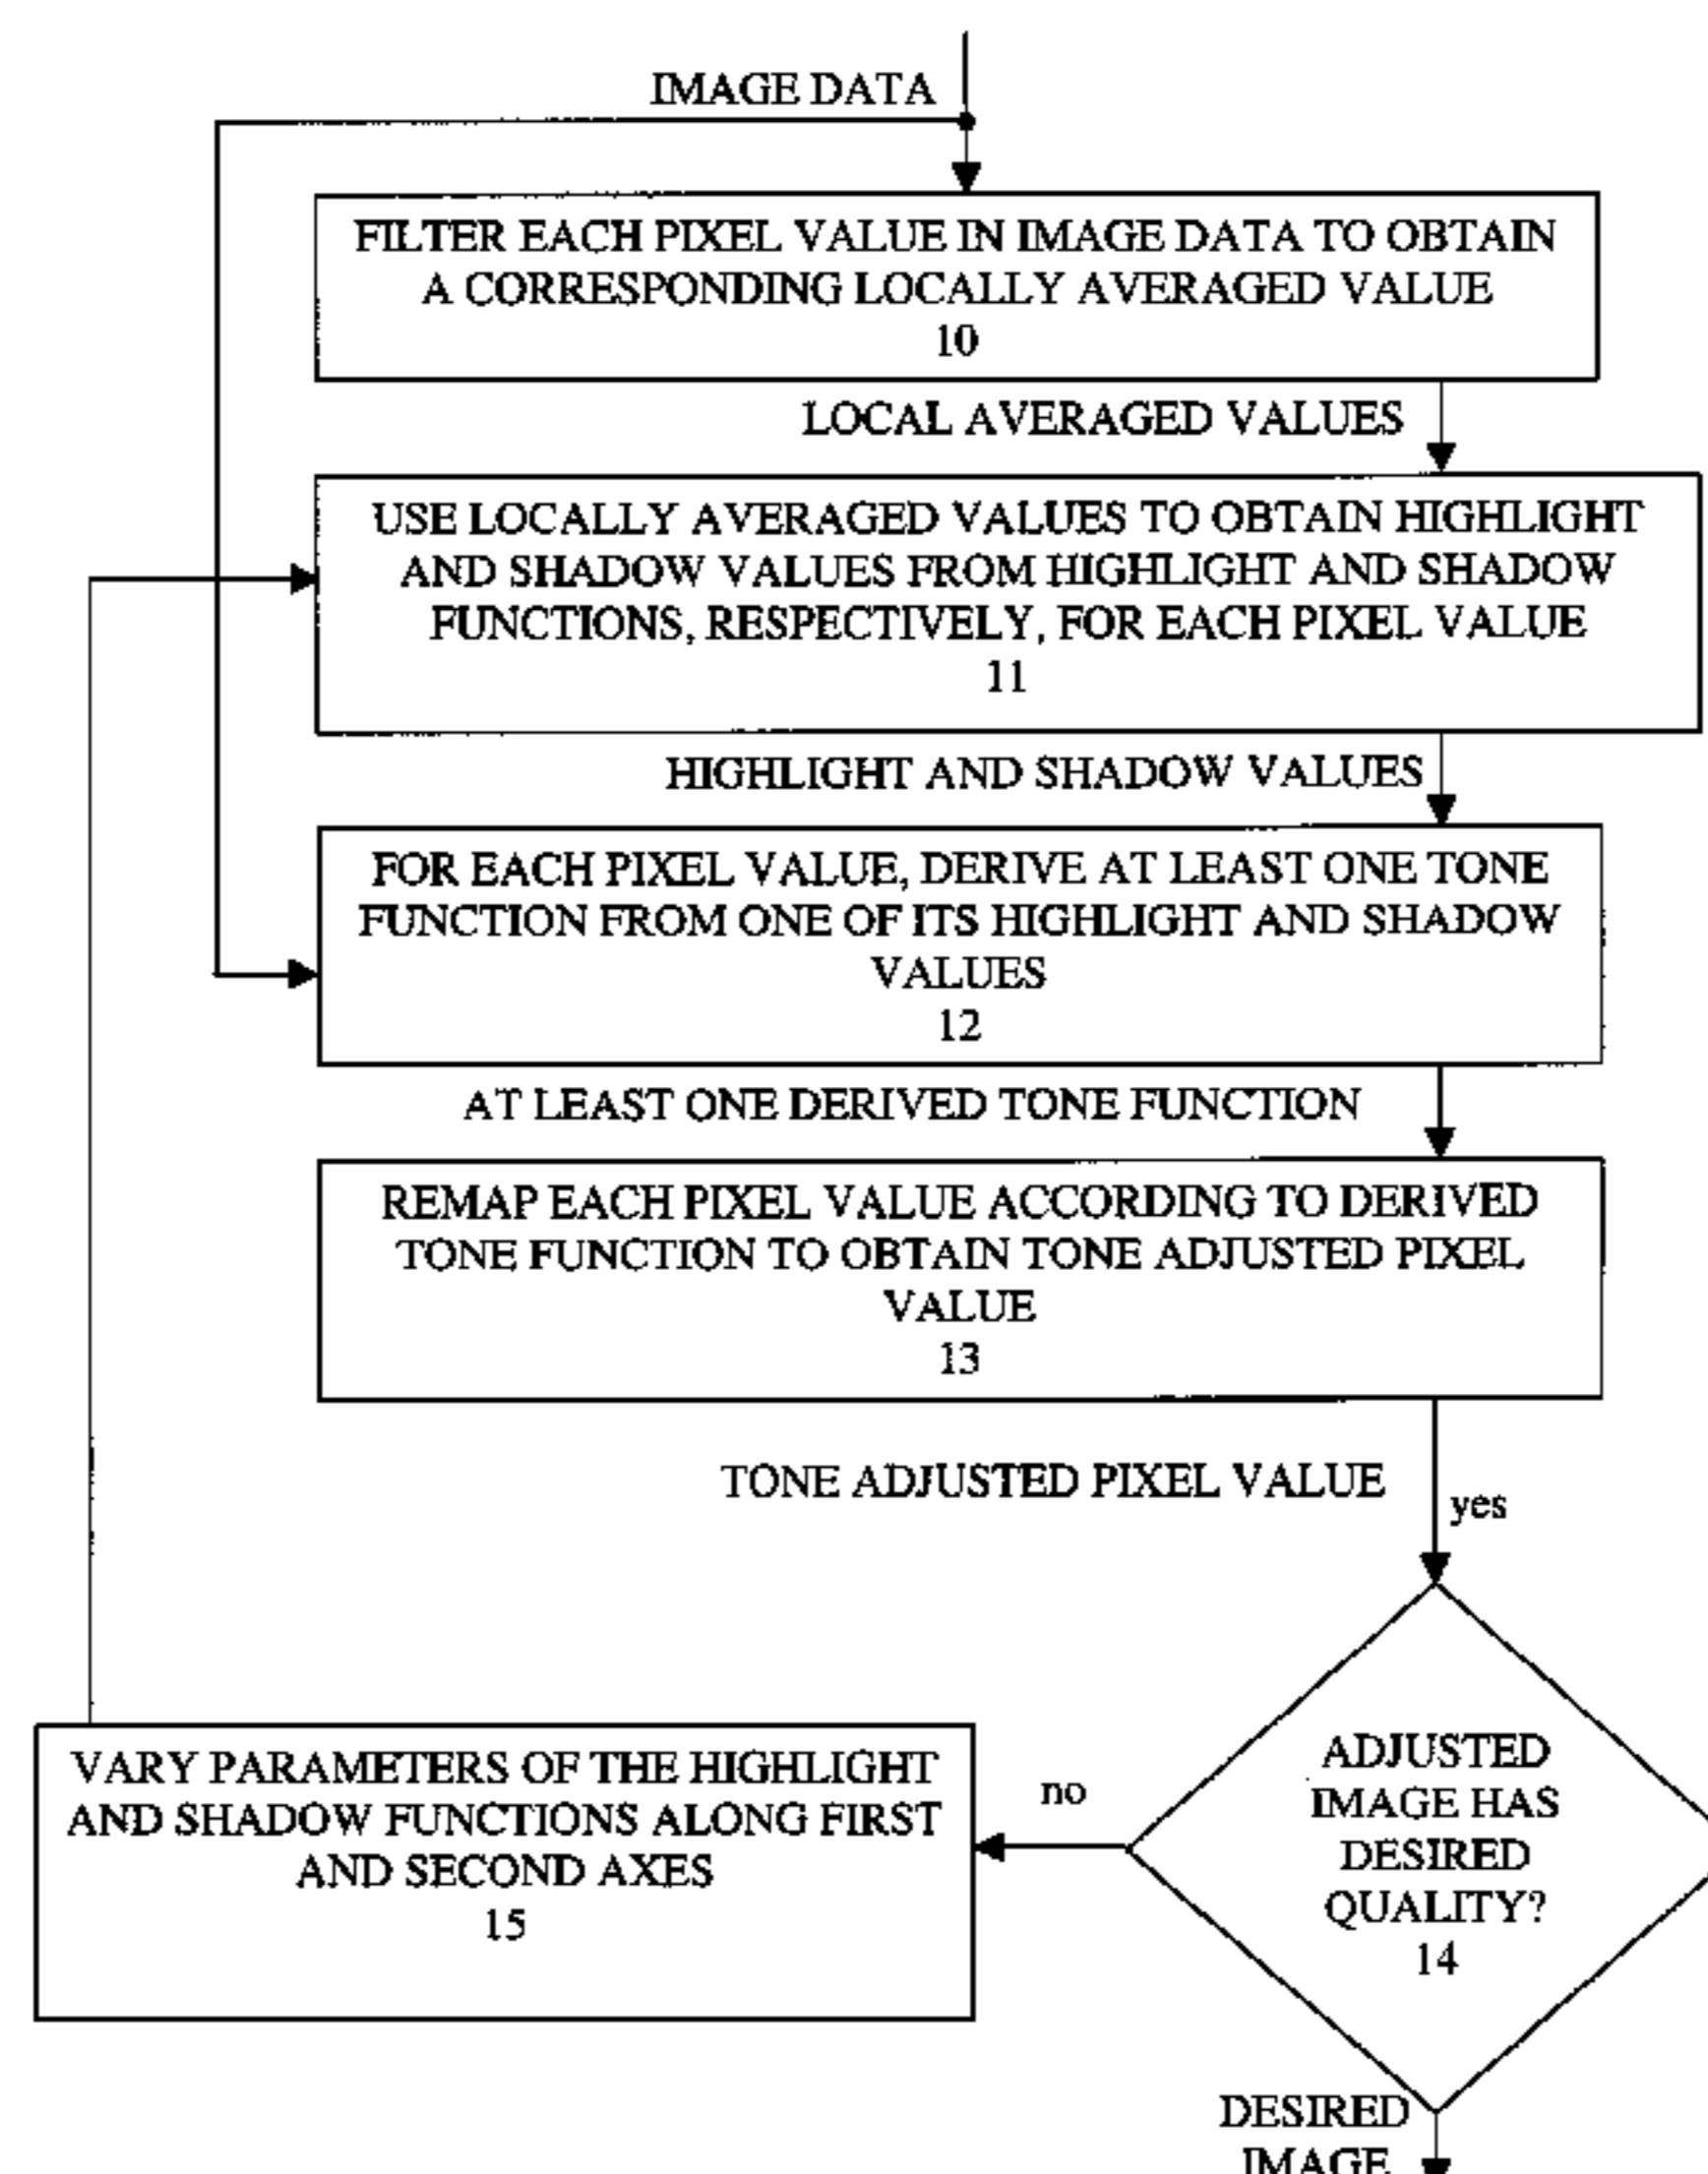 IMAGE DATA
FILTER EACH PIXEL VALUE IN IMAGE DATA TO OBTAIN
A CORRESPONDING LOCALLY AVERAGED VALUE
10
LOCAL AVERAGED VALUES
USE LOCALLY AVERAGED VALUES TO OBTAIN HIGHLIGHT
AND SHADOW VALUES FROM HIGHLIGHT AND SHADOW
FUNCTIONS, RESPECTIVELY, FOR EACH PIXEL VALUE
11
HIGHLIGHT AND SHADOW VALUES
FOR EACH PIXEL VALUE, DERIVE AT LEAST ONE TONE
FUNCTION FROM ONE OF ITS HIGHLIGHT AND SHADOW
VALUES
12
AT LEAST ONE DERIVED TONE FUNCTION
REMAP EACH PIXEL VALUE ACCORDING TO DERIVED
TONE FUNCTION TO OBTAIN TONE ADJUSTED PIXEL
VALUE
13
TONE ADJUSTED PIXEL VALUE
yes
ADJUSTED
IMAGE HAS
DESIRED
QUALITY?
14
no
VARY PARAMETERS OF THE HIGHLIGHT
AND SHADOW FUNCTIONS ALONG FIRST
AND SECOND AXES
15
DESIRED
IMAGE